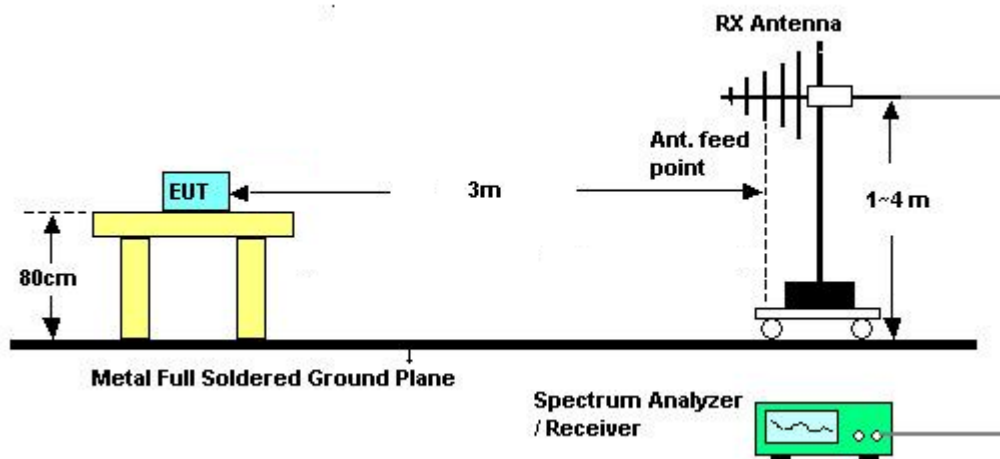 RX Antenna
Ant. feed
point
EUT
3m
1~4 m
80cm
Metal Full Soldered Ground Plane
Spectrum Analyzer
/ Receiver